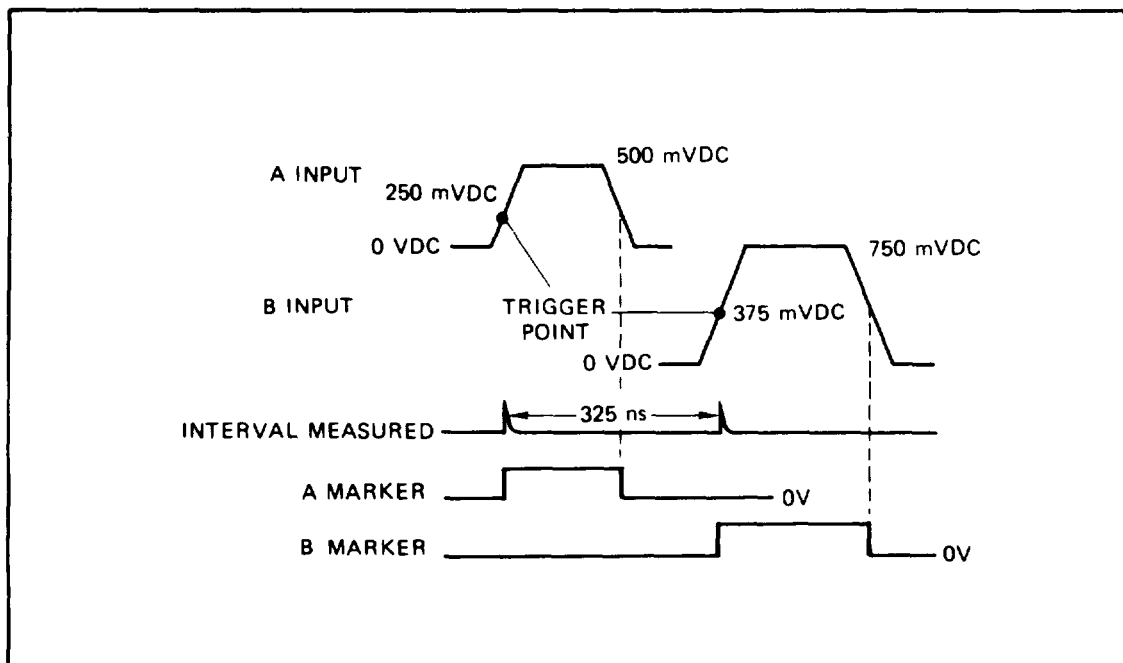 500 mVDC
A INPUT
250 mVDC
0 VDC
750 mVDC
B INPUT
TRIGGER
POINT
375 mVDC
0 VDC
325 ns
INTERVAL MEASURED
A MARKER
0V
B MARKER
0V